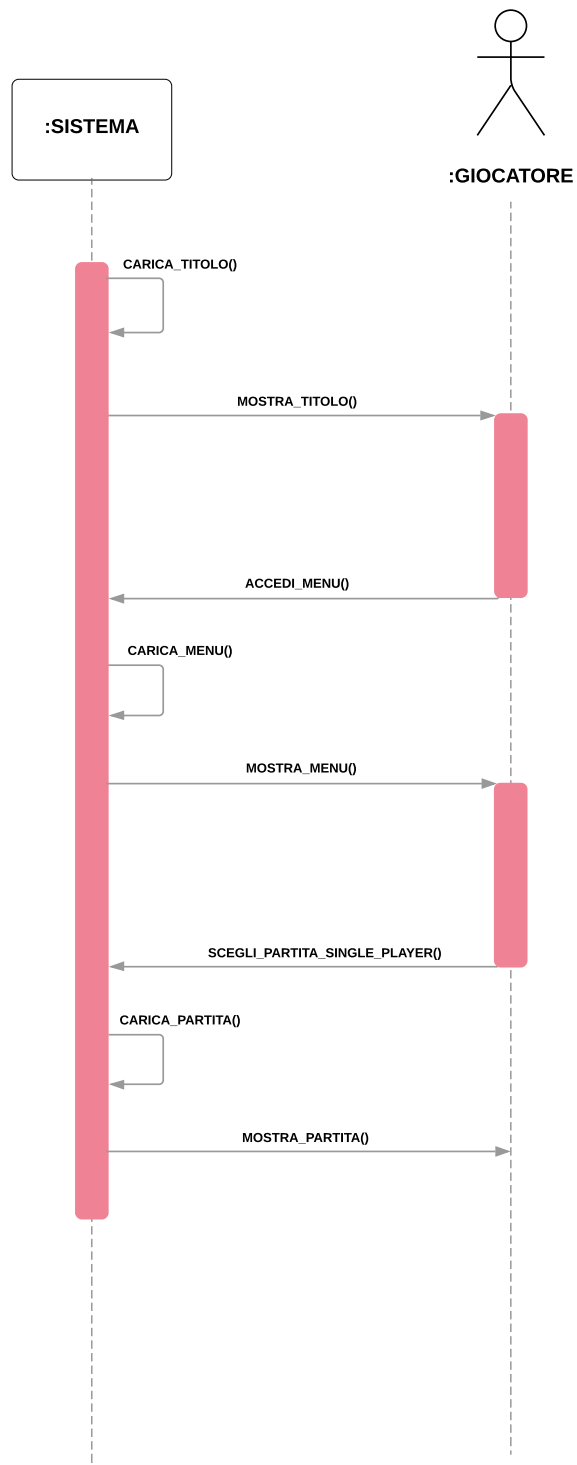 :SISTEMA
:GIOCATORE
CARICA_TITOLO()
MOSTRA_TITOLO()
ACCEDI_MENU()
CARICA_MENU()
MOSTRA_MENU()
SCEGLI_PARTITA_SINGLE_PLAYER()
CARICA_PARTITA()
MOSTRA_PARTITA()